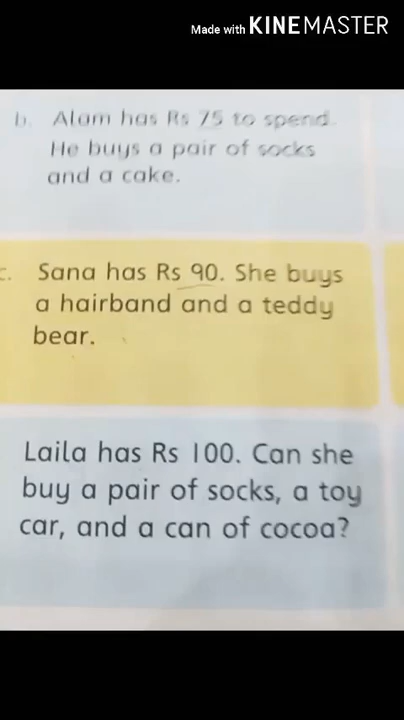 Made with KINEMASTER
b. Alam has Rs 75 to spend.
He buys a pair of socks
and a cake.
c. Sana has Rs 90. She buys
a hairband and a teddy
bear.
Laila has Rs 100. Can she
buy a pair of socks, a toy
car, and a can of cocoa?